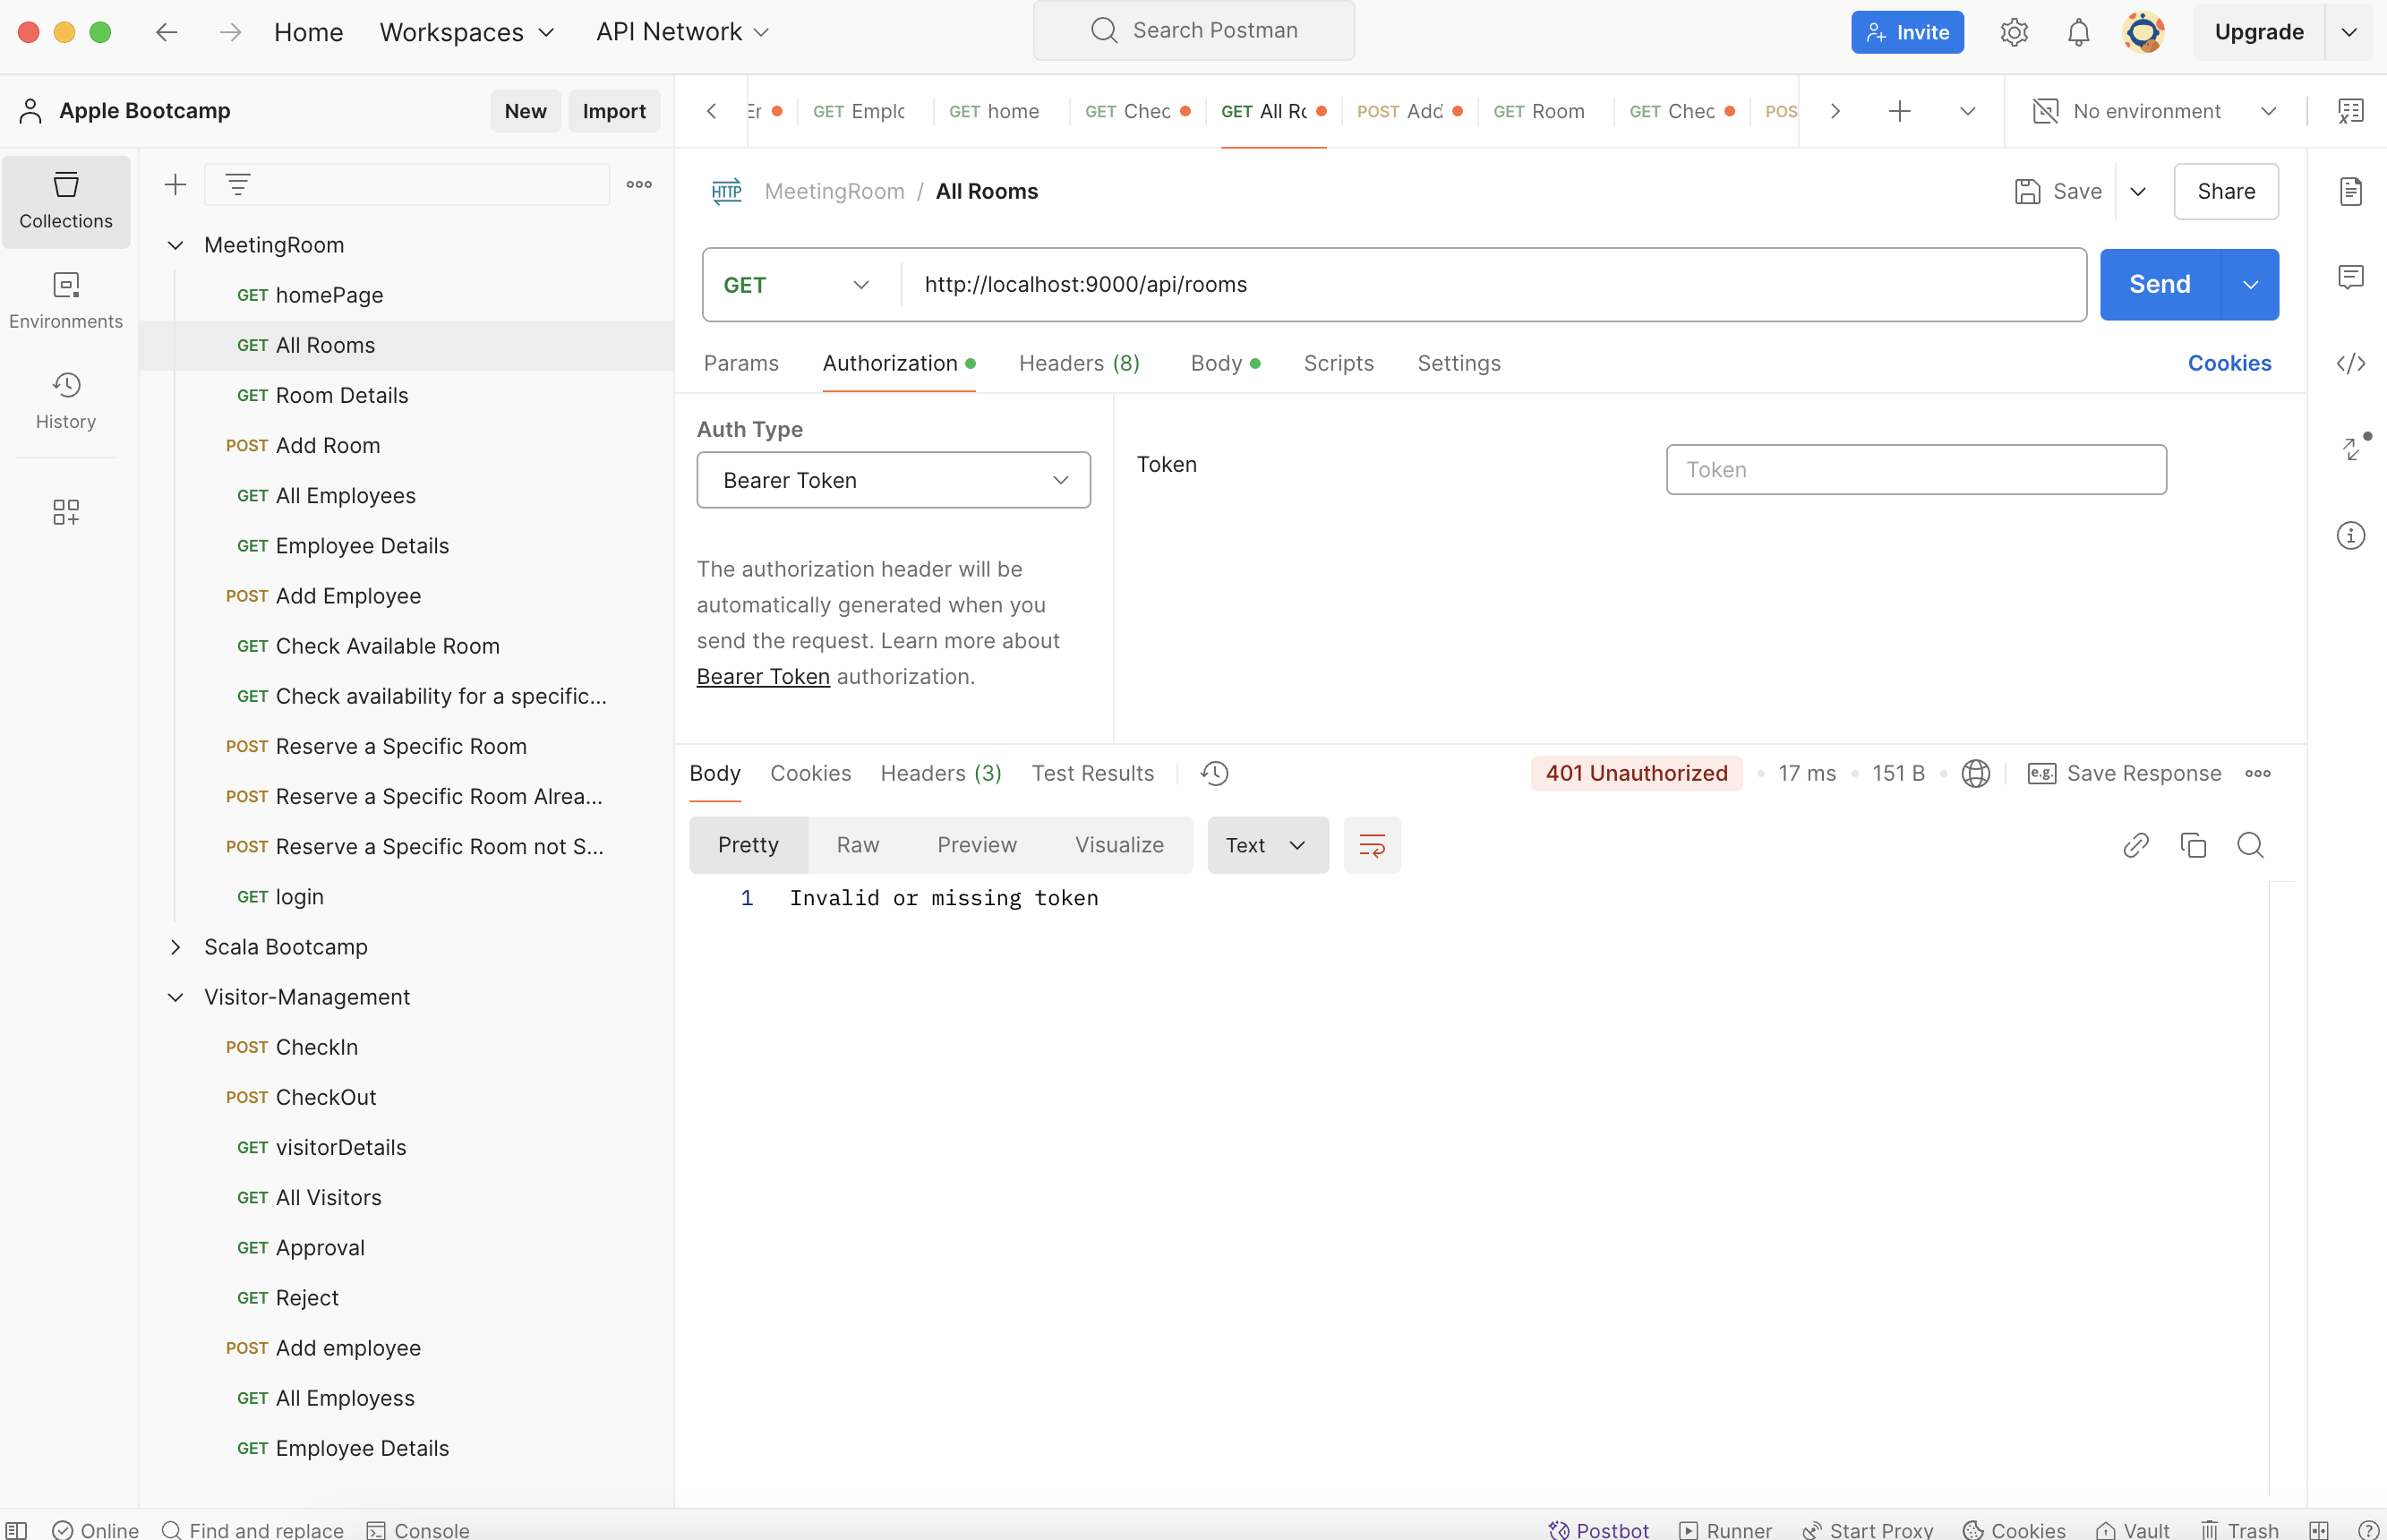 Home Workspaces API Network Search Postman Invite Upgrade
Apple Bootcamp New Import
Er GET Emplc GET home GET Chec GET All Rc POST Add GET Room GET Chec POS No environment
Collections
Environments
History
MeetingRoom
GET homePage
GET All Rooms
GET Room Details
POST Add Room
GET All Employees
GET Employee Details
POST Add Employee
GET Check Available Room
GET Check availability for a specific...
POST Reserve a Specific Room
POST Reserve a Specific Room Alrea...
POST Reserve a Specific Room not S...
GET login
Scala Bootcamp
Visitor-Management
POST CheckIn
POST CheckOut
GET visitorDetails
GET All Visitors
GET Approval
GET Reject
POST Add employee
GET All Employess
GET Employee Details
HTTP MeetingRoom / All Rooms Save Share
GET http://localhost:9000/api/rooms Send
Params Authorization Headers (8) Body Scripts Settings Cookies
Auth Type
Bearer Token
The authorization header will be
automatically generated when you
send the request. Learn more about
Bearer Token authorization.
Token Token
Body Cookies Headers (3) Test Results 401 Unauthorized 17 ms 151 B e.g. Save Response
Pretty Raw Preview Visualize Text
1 Invalid or missing token
Online Find and replace Console Postbot Runner Start Proxy Cookies Vault Trash